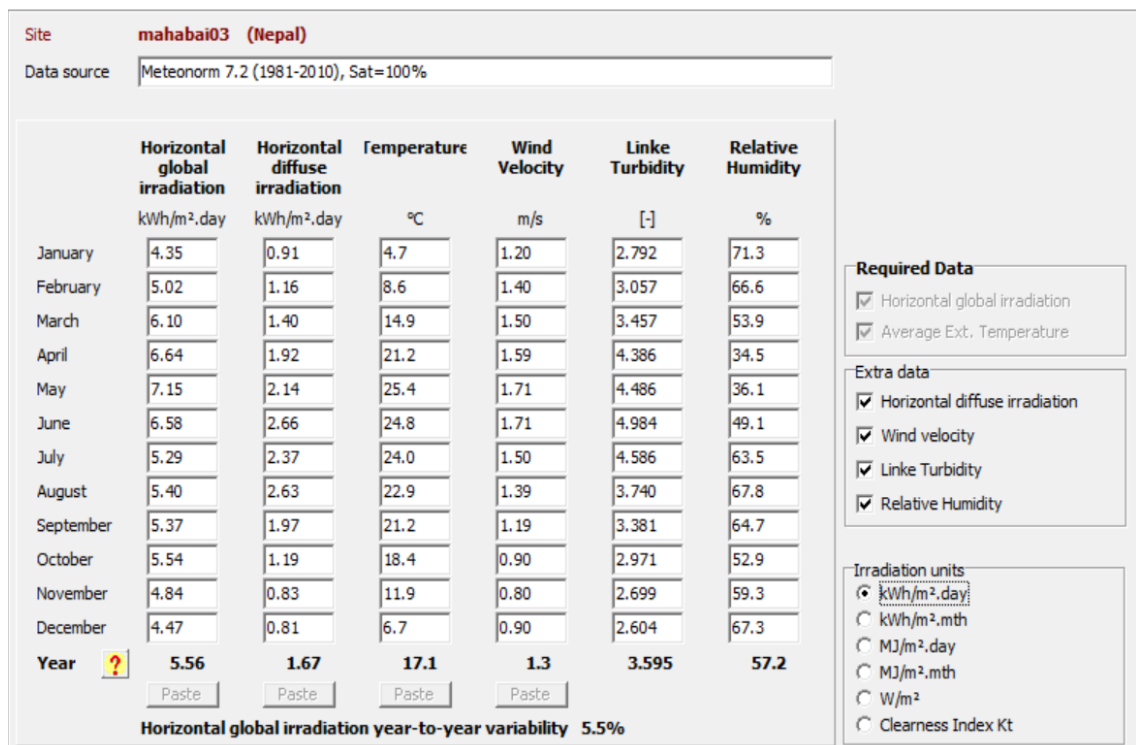 Site mahabai03 (Nepal)
Data source Meteonorm 7.2 (1981-2010), Sat=100%
Horizontal global irradiation Horizontal diffuse irradiation Temperature Wind Velocity Linke Turbidity Relative Humidity
kWh/m².day kWh/m².day °C m/s [-] %
January 4.35 0.91 4.7 1.20 2.792 71.3
February 5.02 1.16 8.6 1.40 3.057 66.6
March 6.10 1.40 14.9 1.50 3.457 53.9
April 6.64 1.92 21.2 1.59 4.386 34.5
May 7.15 2.14 25.4 1.71 4.486 36.1
June 6.58 2.66 24.8 1.71 4.984 49.1
July 5.29 2.37 24.0 1.50 4.586 63.5
August 5.40 2.63 22.9 1.39 3.740 67.8
September 5.37 1.97 21.2 1.19 3.381 64.7
October 5.54 1.19 18.4 0.90 2.971 52.9
November 4.84 0.83 11.9 0.80 2.699 59.3
December 4.47 0.81 6.7 0.90 2.604 67.3
Year ? 5.56 1.67 17.1 1.3 3.595 57.2
Paste Paste Paste Paste
Horizontal global irradiation year-to-year variability 5.5%
Required Data
Horizontal global irradiation
Average Ext. Temperature
Extra data
Horizontal diffuse irradiation
Wind velocity
Linke Turbidity
Relative Humidity
Irradiation units
kWh/m².day
kWh/m².mth
MJ/m².day
MJ/m².mth
W/m²
Clearness Index Kt